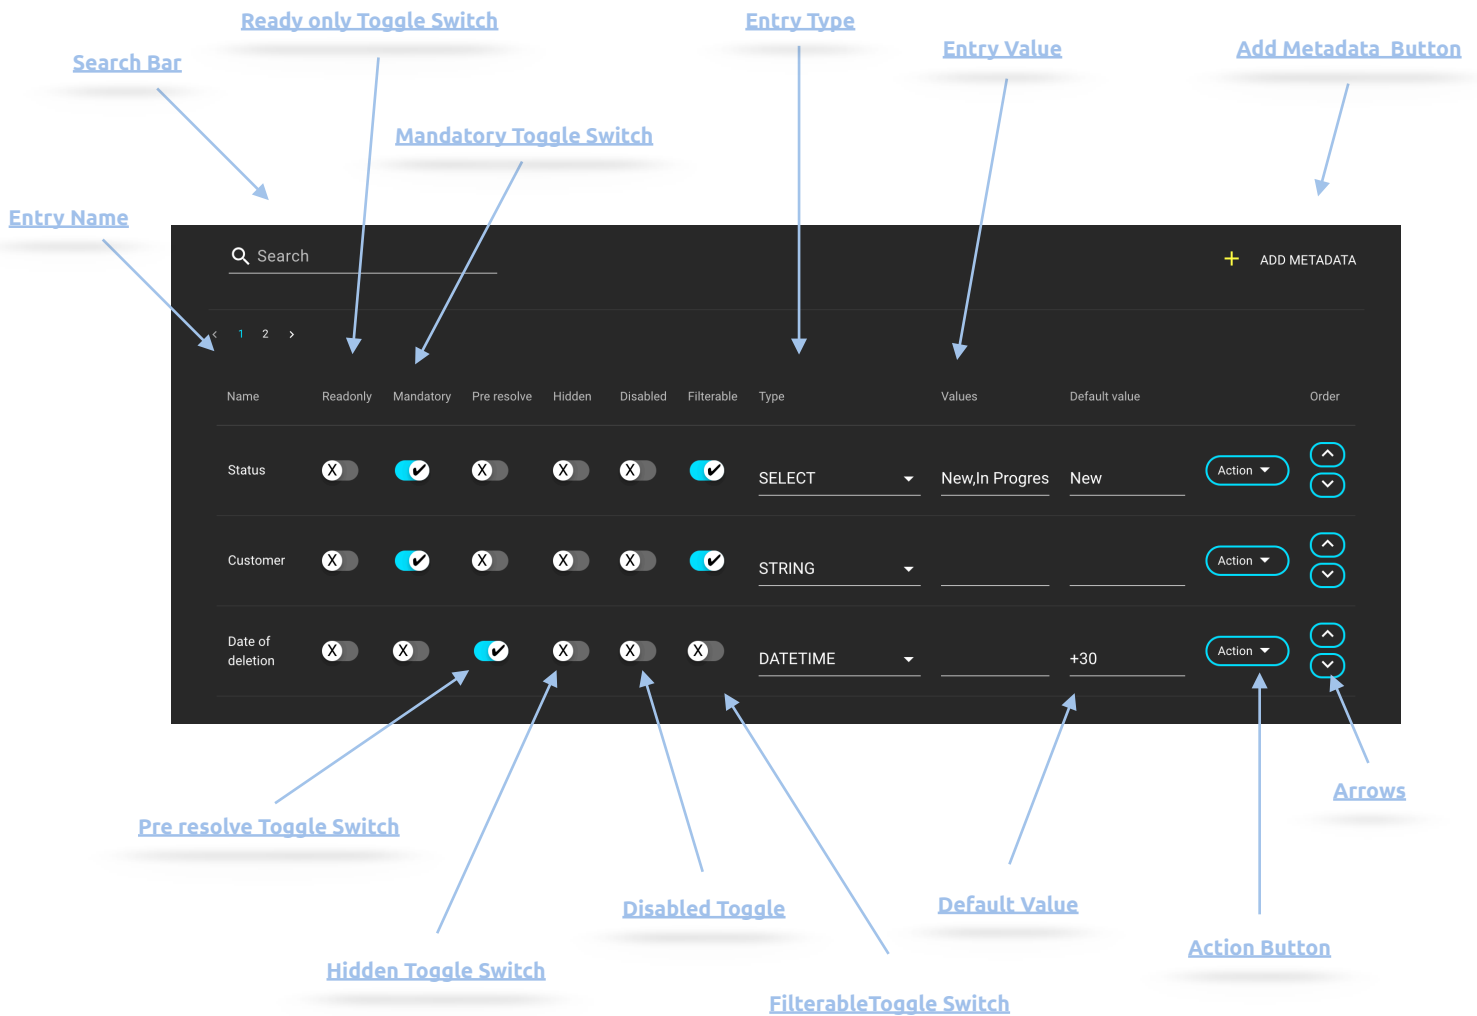 Ready only Toggle Switch
Entry Type
Entry Value
Add Metadata  Button
Search Bar
Mandatory Toggle Switch
Entry Name
Search
+ ADD METADATA
< 1 2 >
Name Readonly Mandatory Pre resolve Hidden Disabled Filterable Type Values Default value Order
Status X ✔ X X X ✔ SELECT New,In Progres New Action
Customer X ✔ X X X ✔ STRING Action
Date of
deletion X X ✔ X X X DATETIME +30 Action
Arrows
Pre resolve Toggle Switch
Disabled Toggle
Default Value
Action Button
Hidden Toggle Switch
FilterableToggle Switch